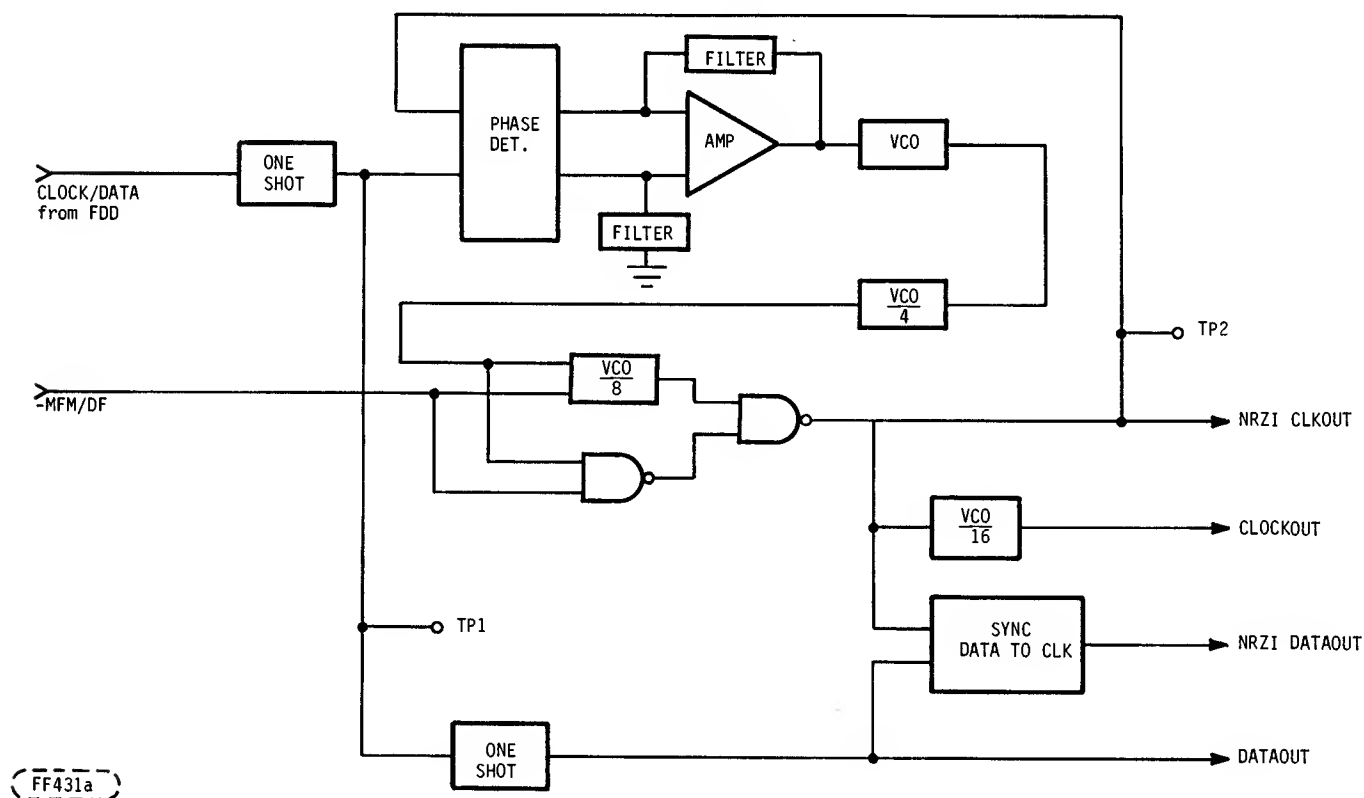 FILTER
PHASE
DET.
AMP
VCO
ONE
SHOT
CLOCK/DATA
from FDD
FILTER
VCO
4
TP2
VCO
8
-MFM/DF
NRZI CLKOUT
VCO
16
CLOCKOUT
TP1
SYNC
DATA TO CLK
NRZI DATAOUT
ONE
SHOT
DATAOUT
FF431a